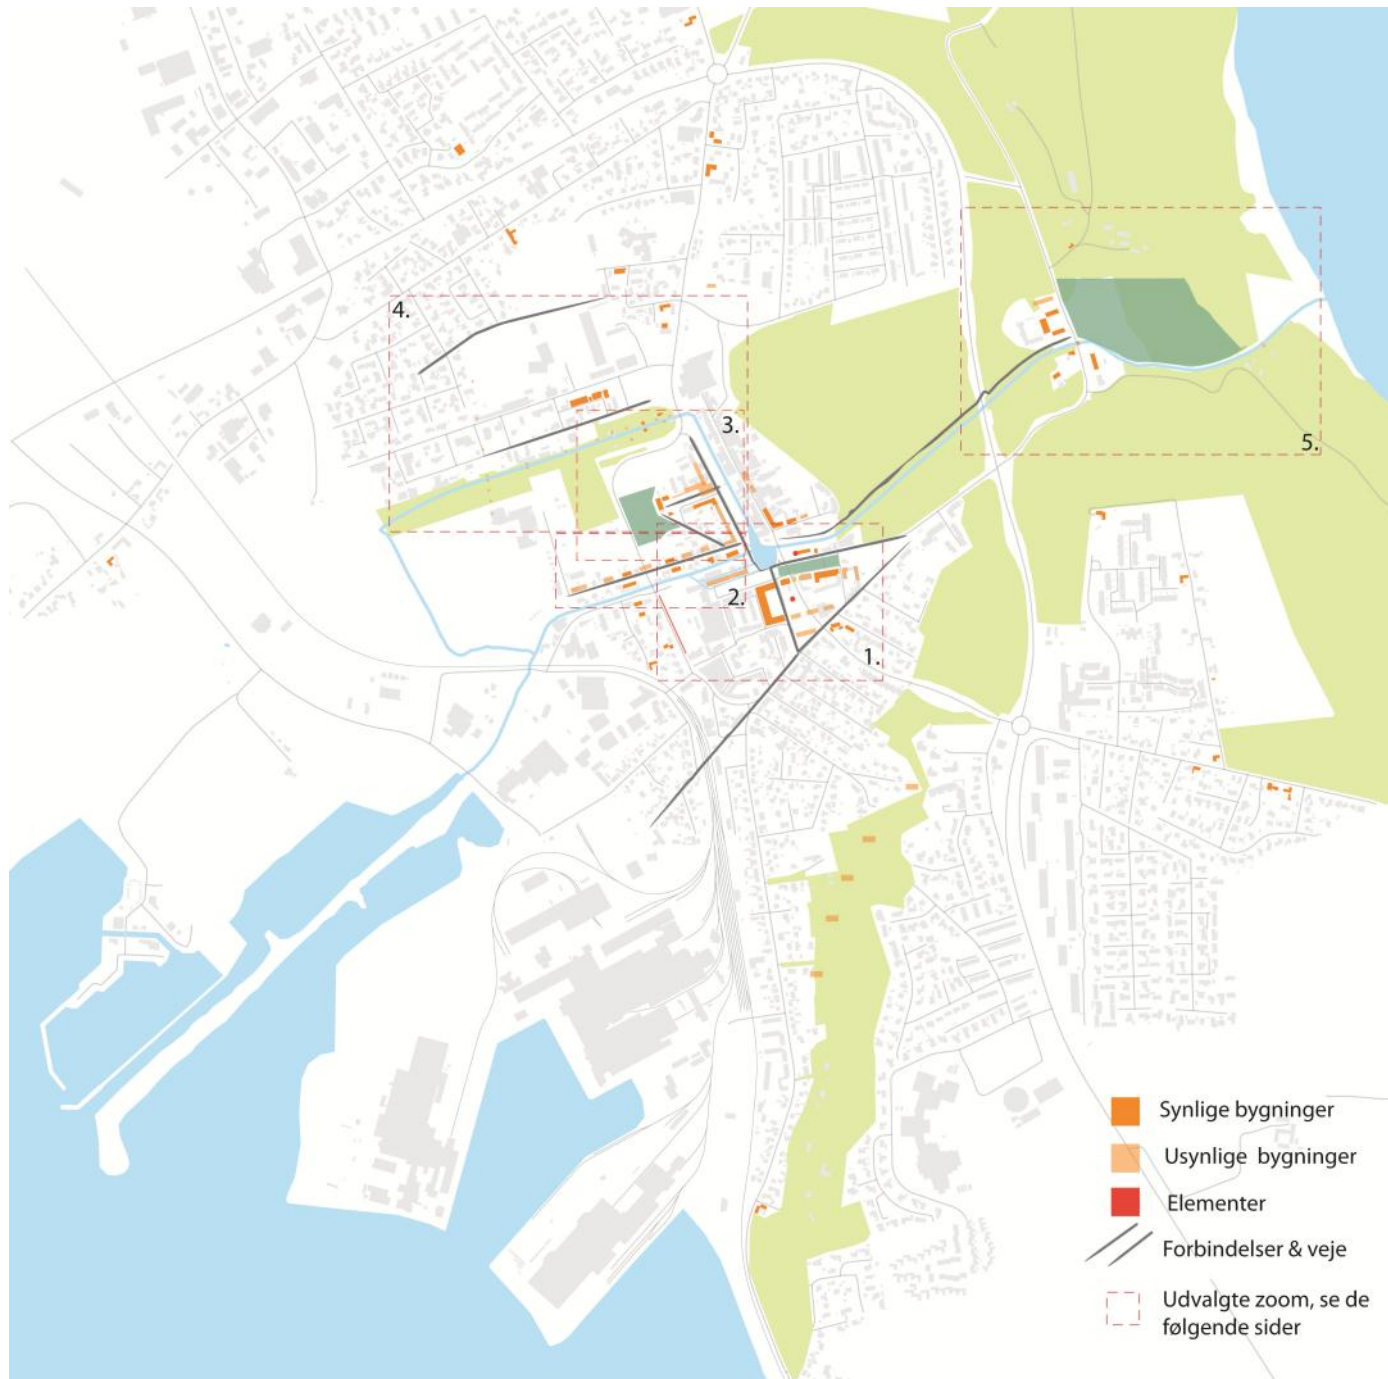 4.
3.
5.
2.
1.
Synlige bygninger
Usynlige bygninger
Elementer
Forbindelser & veje
Udvalgte zoom, se de
følgende sider